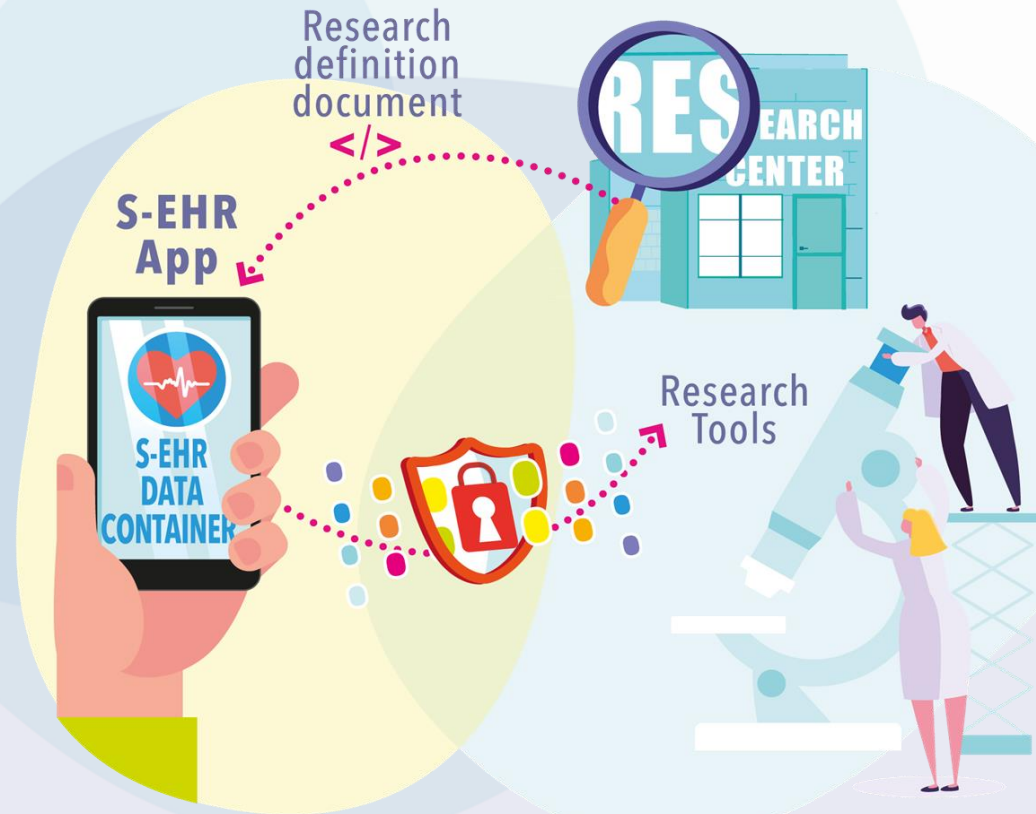 Research
definition
document
</>
RESEARCH
CENTER
S-EHR
App
S-EHR
DATA
CONTAINER
Research
Tools